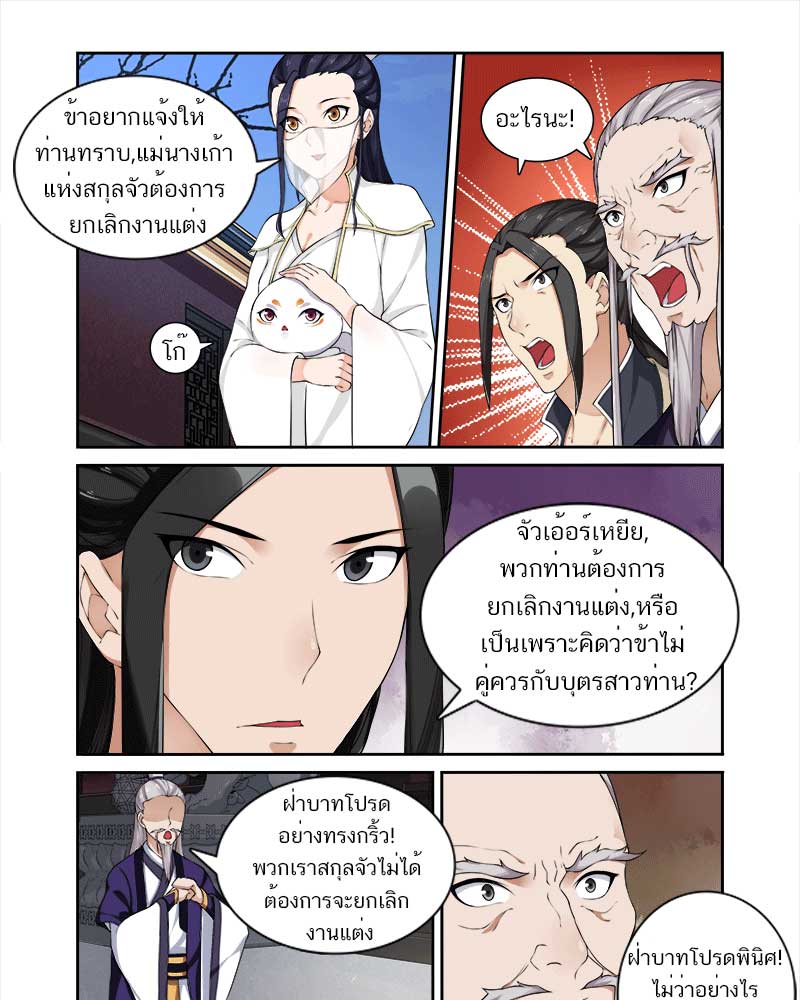 ข้าอยากแจ้งให้
ท่านทราบ,แม่นางเก้า
แห่งสกุลจัวต้องการ
ยกเลิกงานแต่ง
โก๊
อะไรนะ!
จัวเอ้อร์เหยีย,
พวกท่านต้องการ
ยกเลิกงานแต่ง,หรือ
เป็นเพราะคิดว่าข้าไม่
คู่ควรกับบุตรสาวท่าน?
ฝ่าบาทโปรด
อย่างทรงกริ้ว!
พวกเราสกุลจัวไม่ได้
ต้องการจะยกเลิก
งานแต่ง
ฝ่าบาทโปรดพินิศ!
ไม่ว่าอย่างไร